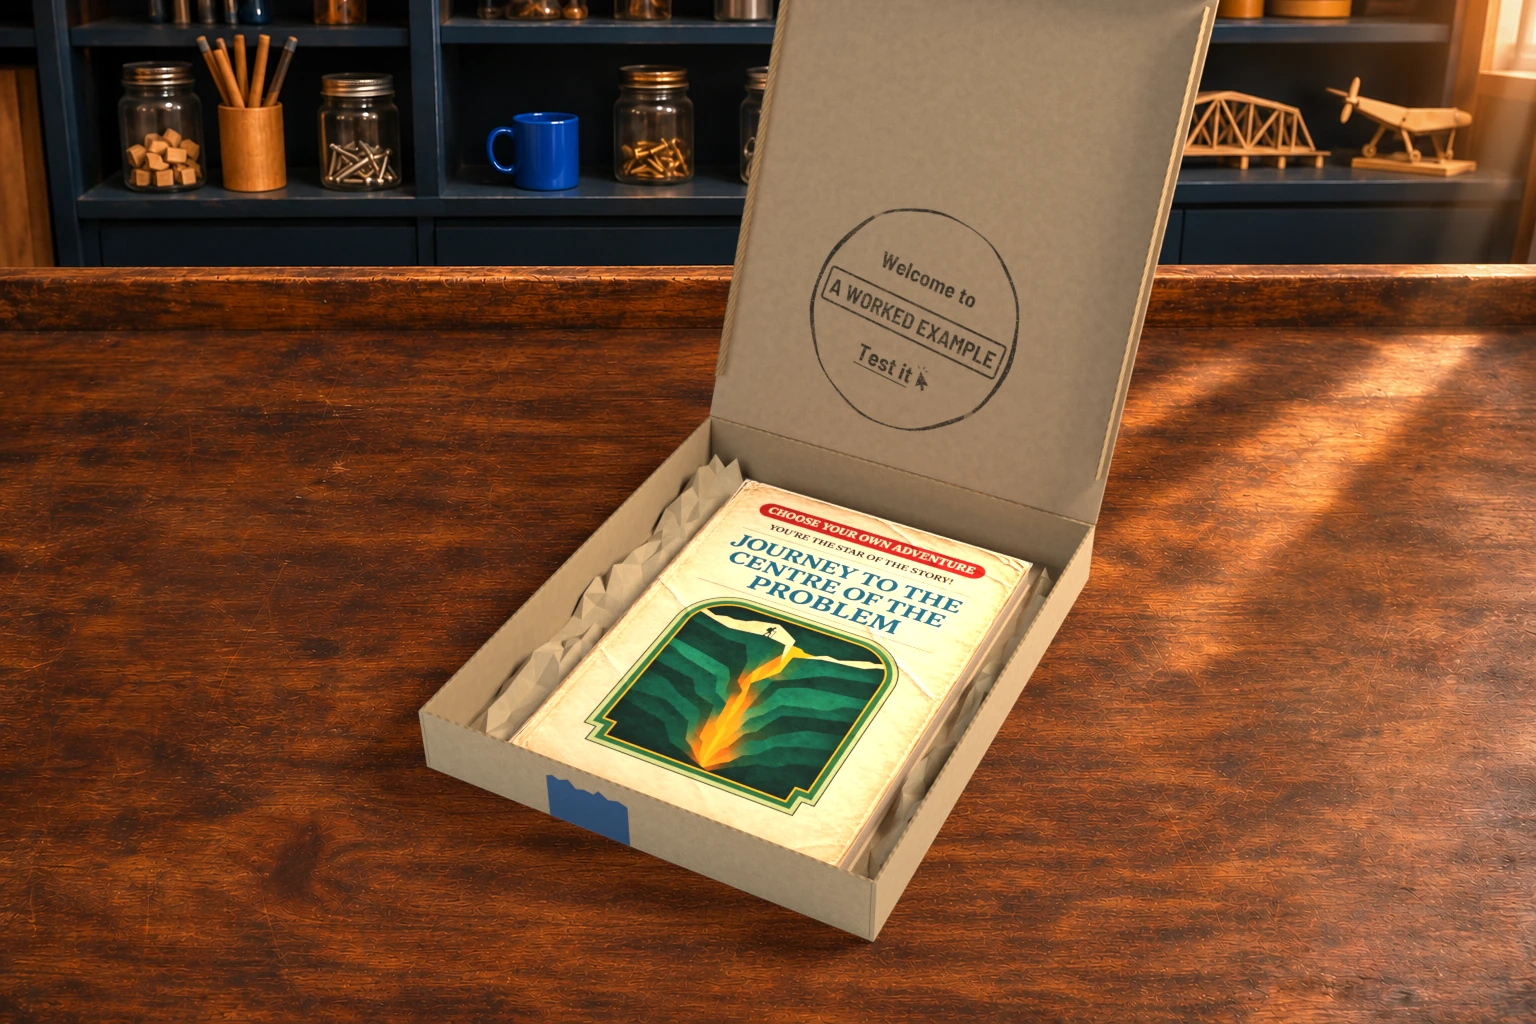 Welcome to
A WORKED EXAMPLE
Test it
CHOOSE YOUR OWN ADVENTURE
YOU'RE THE STAR OF THE STORY!
JOURNEY TO THE
CENTRE OF THE
PROBLEM